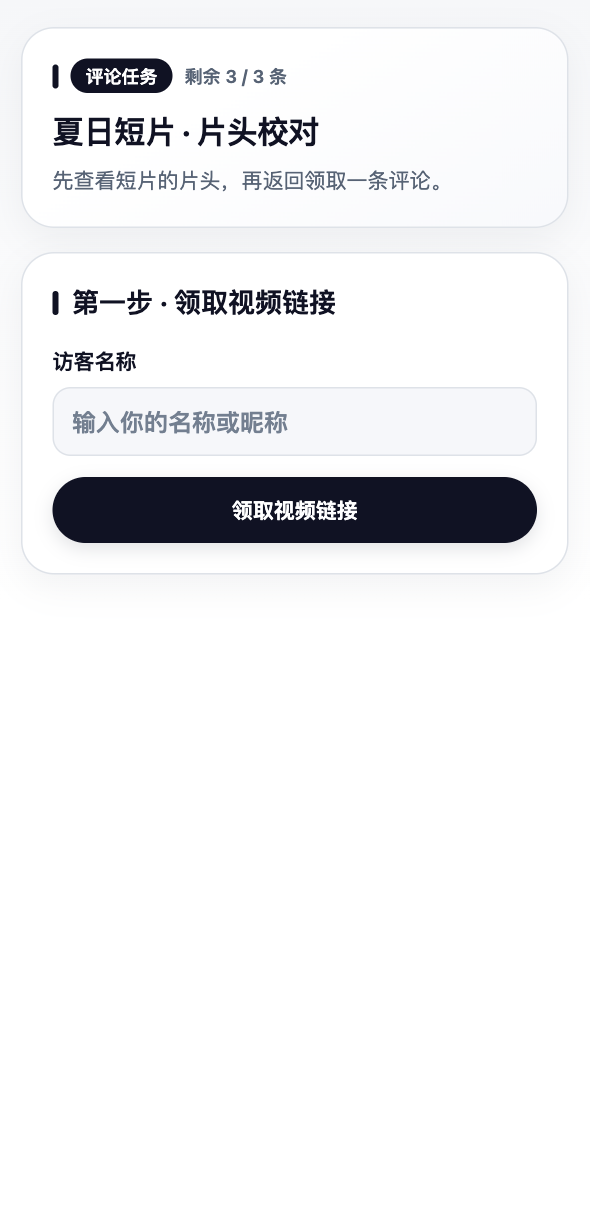 评论任务 剩余 3 / 3 条
夏日短片 · 片头校对
先查看短片的片头，再返回领取一条评论。
第一步 · 领取视频链接
访客名称
输入你的名称或昵称
领取视频链接